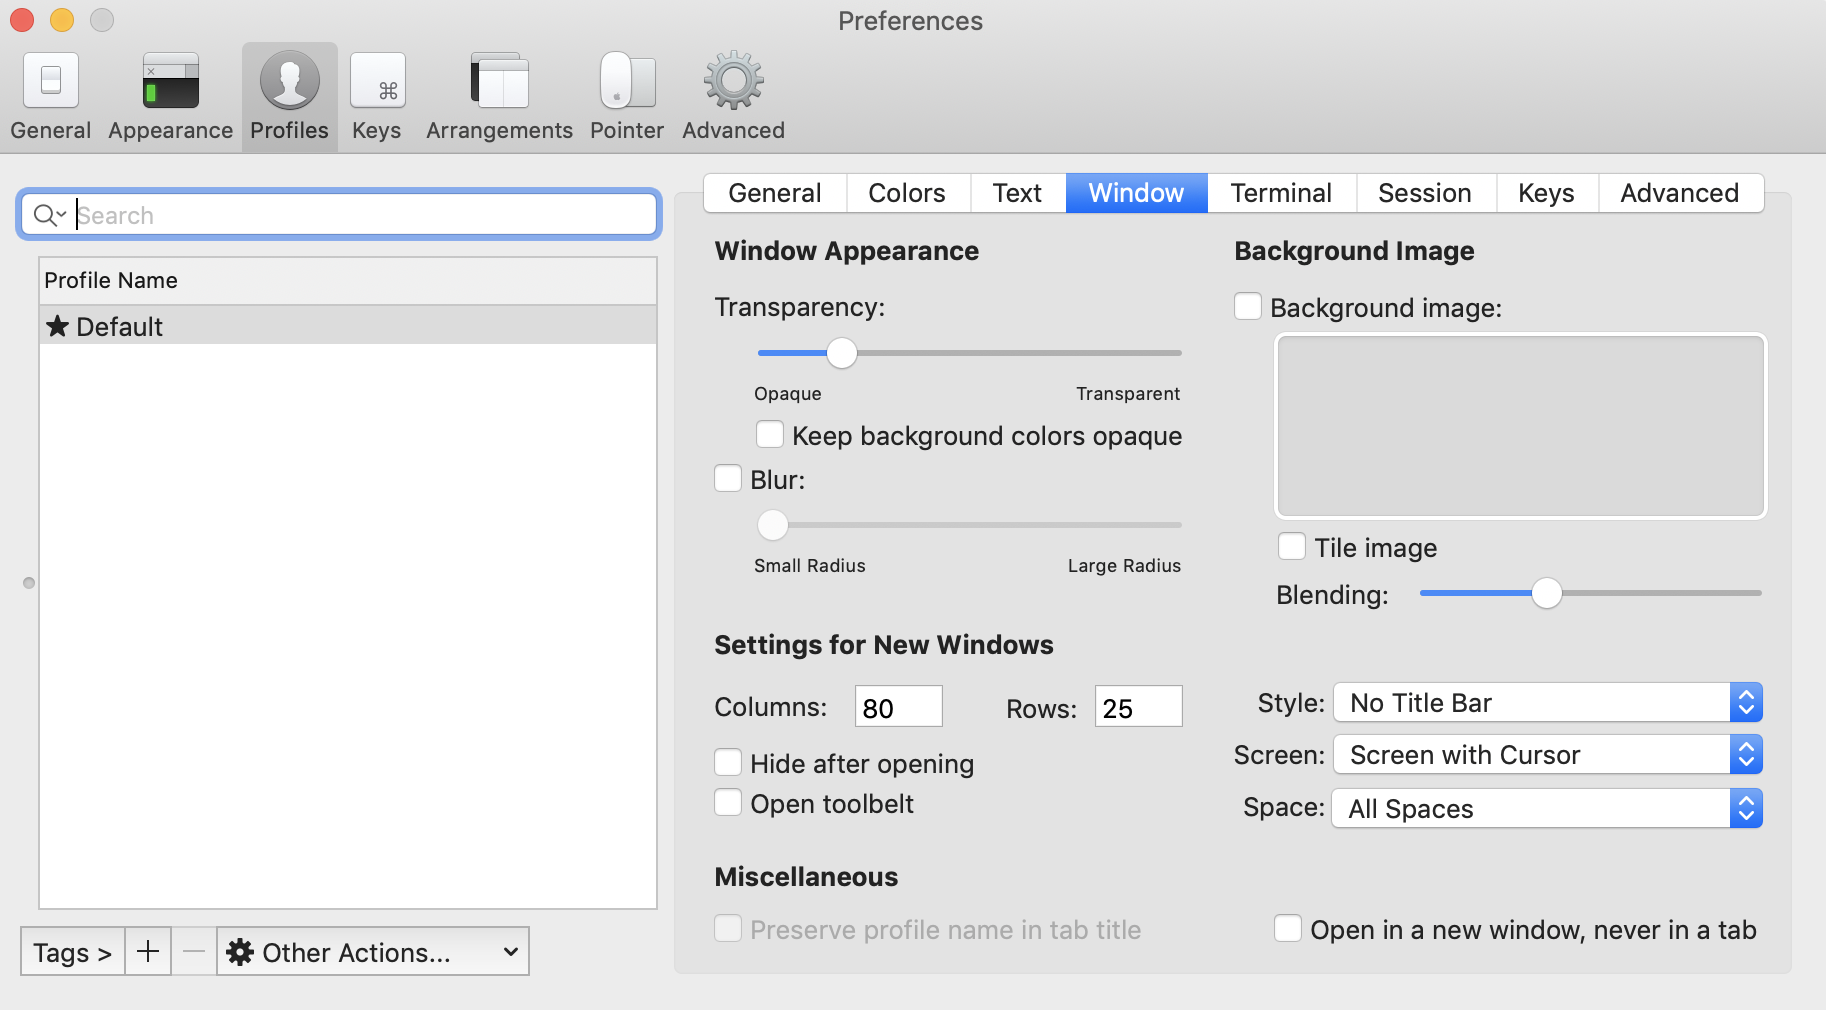 Preferences
General Appearance Profiles Keys Arrangements Pointer Advanced
Search
Profile Name
★ Default
Tags > + — Other Actions...
General Colors Text Window Terminal Session Keys Advanced
Window Appearance
Transparency:
Opaque Transparent
Keep background colors opaque
Blur:
Small Radius Large Radius
Background Image
Background image:
Tile image
Blending:
Settings for New Windows
Columns: 80 Rows: 25
Hide after opening
Open toolbelt
Style: No Title Bar
Screen: Screen with Cursor
Space: All Spaces
Miscellaneous
Preserve profile name in tab title
Open in a new window, never in a tab